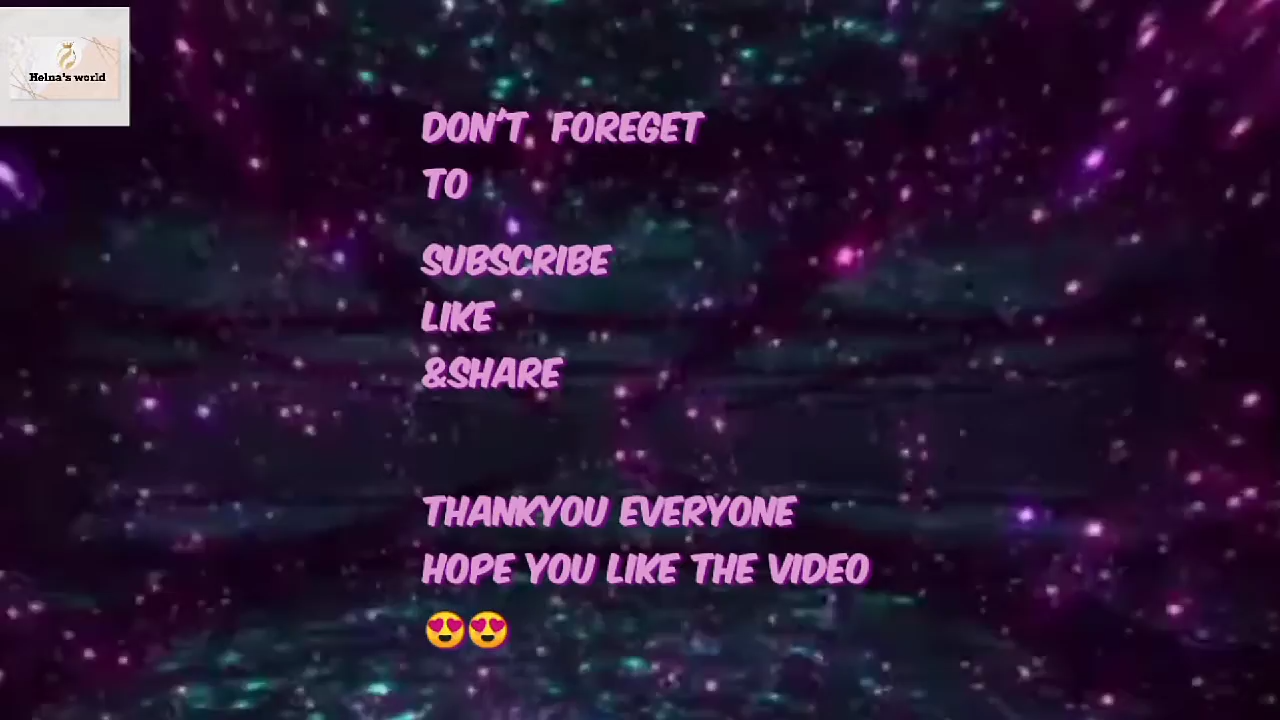 Helna's world
DON'T FOREGET
TO
SUBSCRIBE
LIKE
&SHARE
THANKYOU EVERYONE
HOPE YOU LIKE THE VIDEO
😍😍